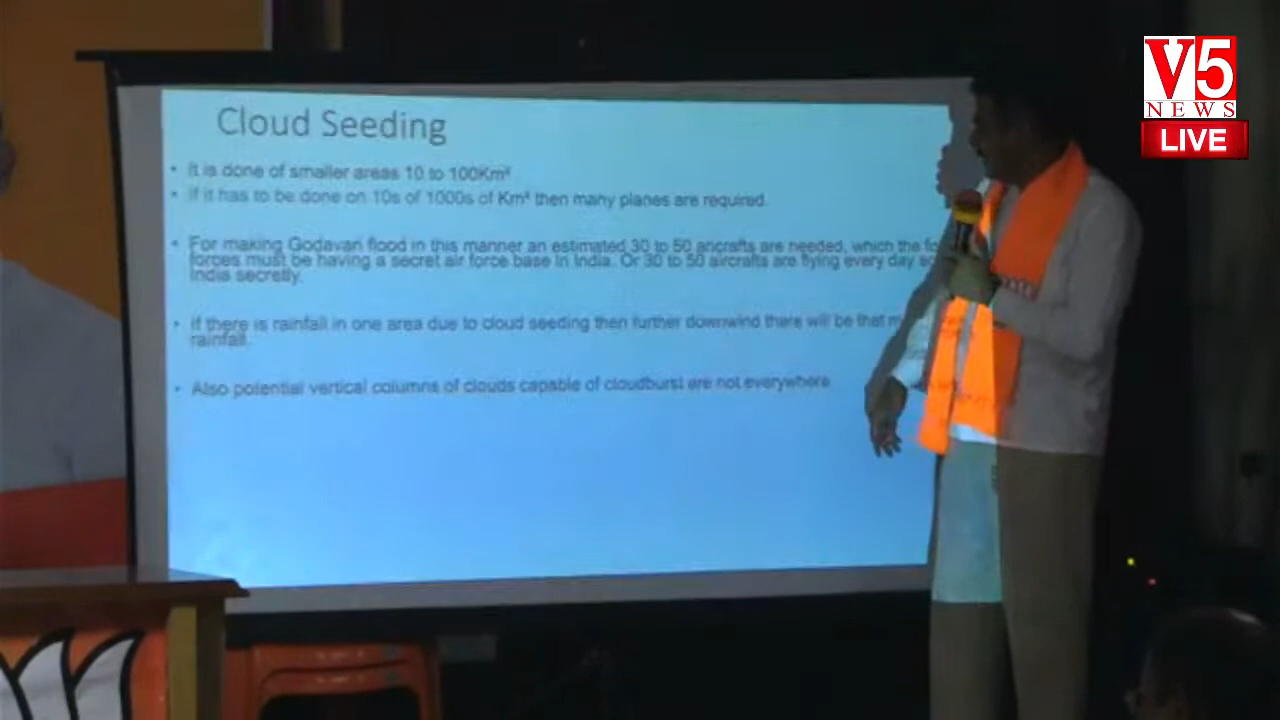 V5
NEWS
LIVE
Cloud Seeding
• It is done of smaller areas 10 to 100Km²
• If it has to be done on 10s of 1000s of Km² then many planes are required.
• For making Godavari flood in this manner an estimated 30 to 50 aircrafts are needed, which the
forces must be having a secret air force base in India. Or 30 to 50 aircrafts are flying every day
India secretly.
• If there is rainfall in one area due to cloud seeding then further downwind there will be that
rainfall.
• Also potential vertical columns of clouds capable of cloudburst are not everywhere